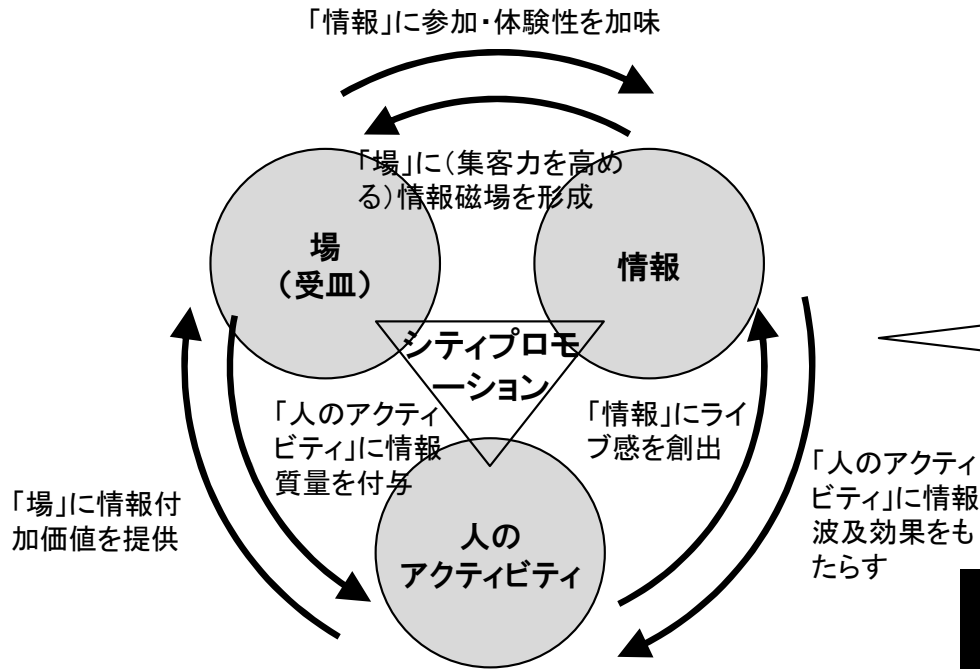 「情報」に参加・体験性を加味
「場」に（集客力を高め
る）情報磁場を形成
場
（受皿）
情報
シティプロモ
ーション
「人のアクティ
ビティ」に情報
質量を付与
「情報」にライ
ブ感を創出
「場」に情報付
加価値を提供
「人のアクティ
ビティ」に情報
波及効果をも
たらす
人の
アクティビティ